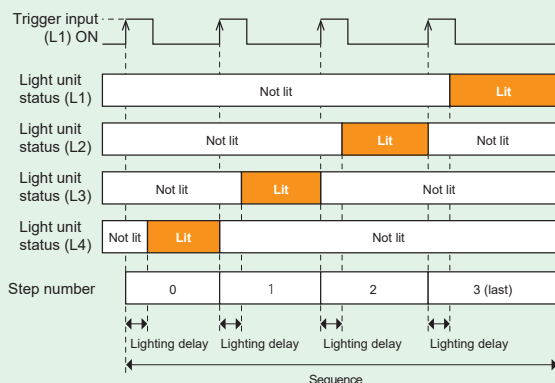 Trigger input
(L1) ON
Light unit
status (L1)
Not lit
Lit
Light unit
status (L2)
Not lit
Lit
Not lit
Light unit
status (L3)
Not lit
Lit
Not lit
Light unit
status (L4)
Not lit
Lit
Not lit
Step number
0
1
2
3 (last)
Lighting delay
Lighting delay
Lighting delay
Lighting delay
Sequence